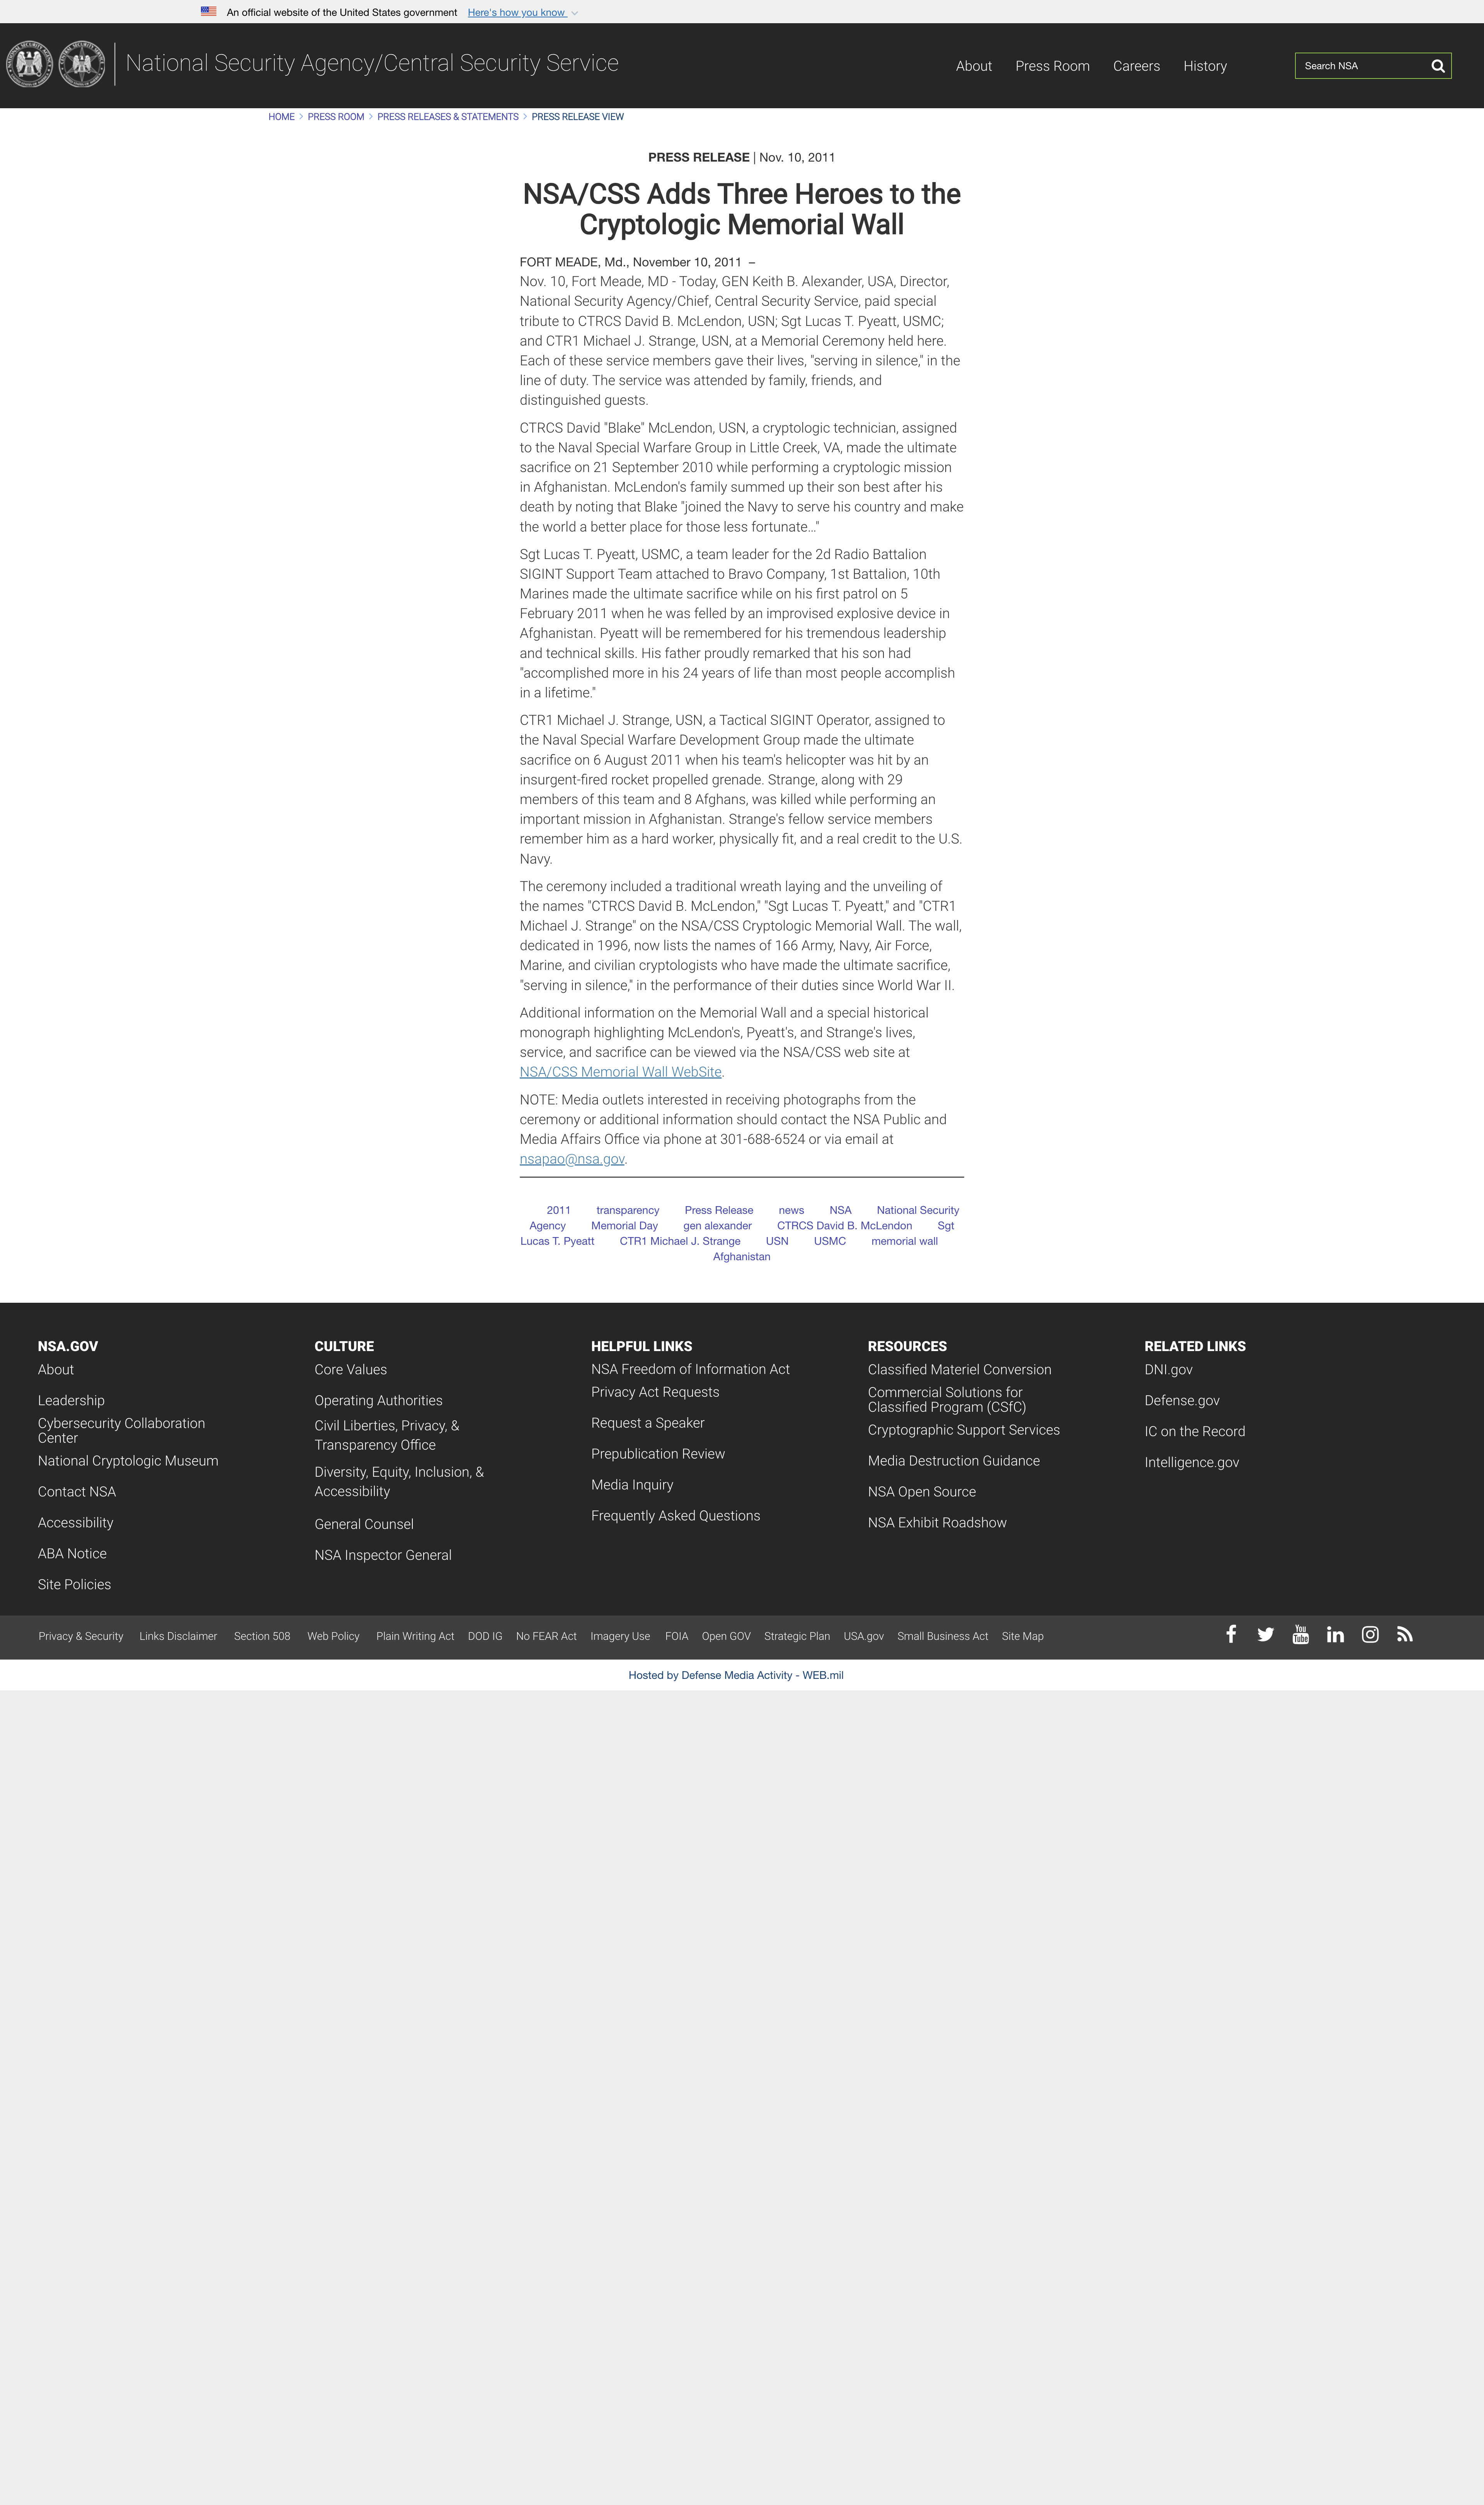 An official website of the United States government Here's how you know
National Security Agency/Central Security Service
About Press Room Careers History
Search NSA
HOME > PRESS ROOM > PRESS RELEASES & STATEMENTS > PRESS RELEASE VIEW
PRESS RELEASE | Nov. 10, 2011
NSA/CSS Adds Three Heroes to the
Cryptologic Memorial Wall
FORT MEADE, Md., November 10, 2011 –
Nov. 10, Fort Meade, MD - Today, GEN Keith B. Alexander, USA, Director,
National Security Agency/Chief, Central Security Service, paid special
tribute to CTRCS David B. McLendon, USN; Sgt Lucas T. Pyeatt, USMC;
and CTR1 Michael J. Strange, USN, at a Memorial Ceremony held here.
Each of these service members gave their lives, "serving in silence," in the
line of duty. The service was attended by family, friends, and
distinguished guests.
CTRCS David "Blake" McLendon, USN, a cryptologic technician, assigned
to the Naval Special Warfare Group in Little Creek, VA, made the ultimate
sacrifice on 21 September 2010 while performing a cryptologic mission
in Afghanistan. McLendon's family summed up their son best after his
death by noting that Blake "joined the Navy to serve his country and make
the world a better place for those less fortunate..."
Sgt Lucas T. Pyeatt, USMC, a team leader for the 2d Radio Battalion
SIGINT Support Team attached to Bravo Company, 1st Battalion, 10th
Marines made the ultimate sacrifice while on his first patrol on 5
February 2011 when he was felled by an improvised explosive device in
Afghanistan. Pyeatt will be remembered for his tremendous leadership
and technical skills. His father proudly remarked that his son had
"accomplished more in his 24 years of life than most people accomplish
in a lifetime."
CTR1 Michael J. Strange, USN, a Tactical SIGINT Operator, assigned to
the Naval Special Warfare Development Group made the ultimate
sacrifice on 6 August 2011 when his team's helicopter was hit by an
insurgent-fired rocket propelled grenade. Strange, along with 29
members of this team and 8 Afghans, was killed while performing an
important mission in Afghanistan. Strange's fellow service members
remember him as a hard worker, physically fit, and a real credit to the U.S.
Navy.
The ceremony included a traditional wreath laying and the unveiling of
the names "CTRCS David B. McLendon," "Sgt Lucas T. Pyeatt," and "CTR1
Michael J. Strange" on the NSA/CSS Cryptologic Memorial Wall. The wall,
dedicated in 1996, now lists the names of 166 Army, Navy, Air Force,
Marine, and civilian cryptologists who have made the ultimate sacrifice,
"serving in silence," in the performance of their duties since World War II.
Additional information on the Memorial Wall and a special historical
monograph highlighting McLendon's, Pyeatt's, and Strange's lives,
service, and sacrifice can be viewed via the NSA/CSS web site at
NSA/CSS Memorial Wall WebSite.
NOTE: Media outlets interested in receiving photographs from the
ceremony or additional information should contact the NSA Public and
Media Affairs Office via phone at 301-688-6524 or via email at
nsapao@nsa.gov.
2011 transparency Press Release news NSA National Security
Agency Memorial Day gen alexander CTRCS David B. McLendon Sgt
Lucas T. Pyeatt CTR1 Michael J. Strange USN USMC memorial wall
Afghanistan
NSA.GOV
About
Leadership
Cybersecurity Collaboration
Center
National Cryptologic Museum
Contact NSA
Accessibility
ABA Notice
Site Policies
CULTURE
Core Values
Operating Authorities
Civil Liberties, Privacy, &
Transparency Office
Diversity, Equity, Inclusion, &
Accessibility
General Counsel
NSA Inspector General
HELPFUL LINKS
NSA Freedom of Information Act
Privacy Act Requests
Request a Speaker
Prepublication Review
Media Inquiry
Frequently Asked Questions
RESOURCES
Classified Materiel Conversion
Commercial Solutions for
Classified Program (CSfC)
Cryptographic Support Services
Media Destruction Guidance
NSA Open Source
NSA Exhibit Roadshow
RELATED LINKS
DNI.gov
Defense.gov
IC on the Record
Intelligence.gov
Privacy & Security Links Disclaimer Section 508 Web Policy Plain Writing Act DOD IG No FEAR Act Imagery Use FOIA Open GOV Strategic Plan USA.gov Small Business Act Site Map
You Tube
Hosted by Defense Media Activity - WEB.mil